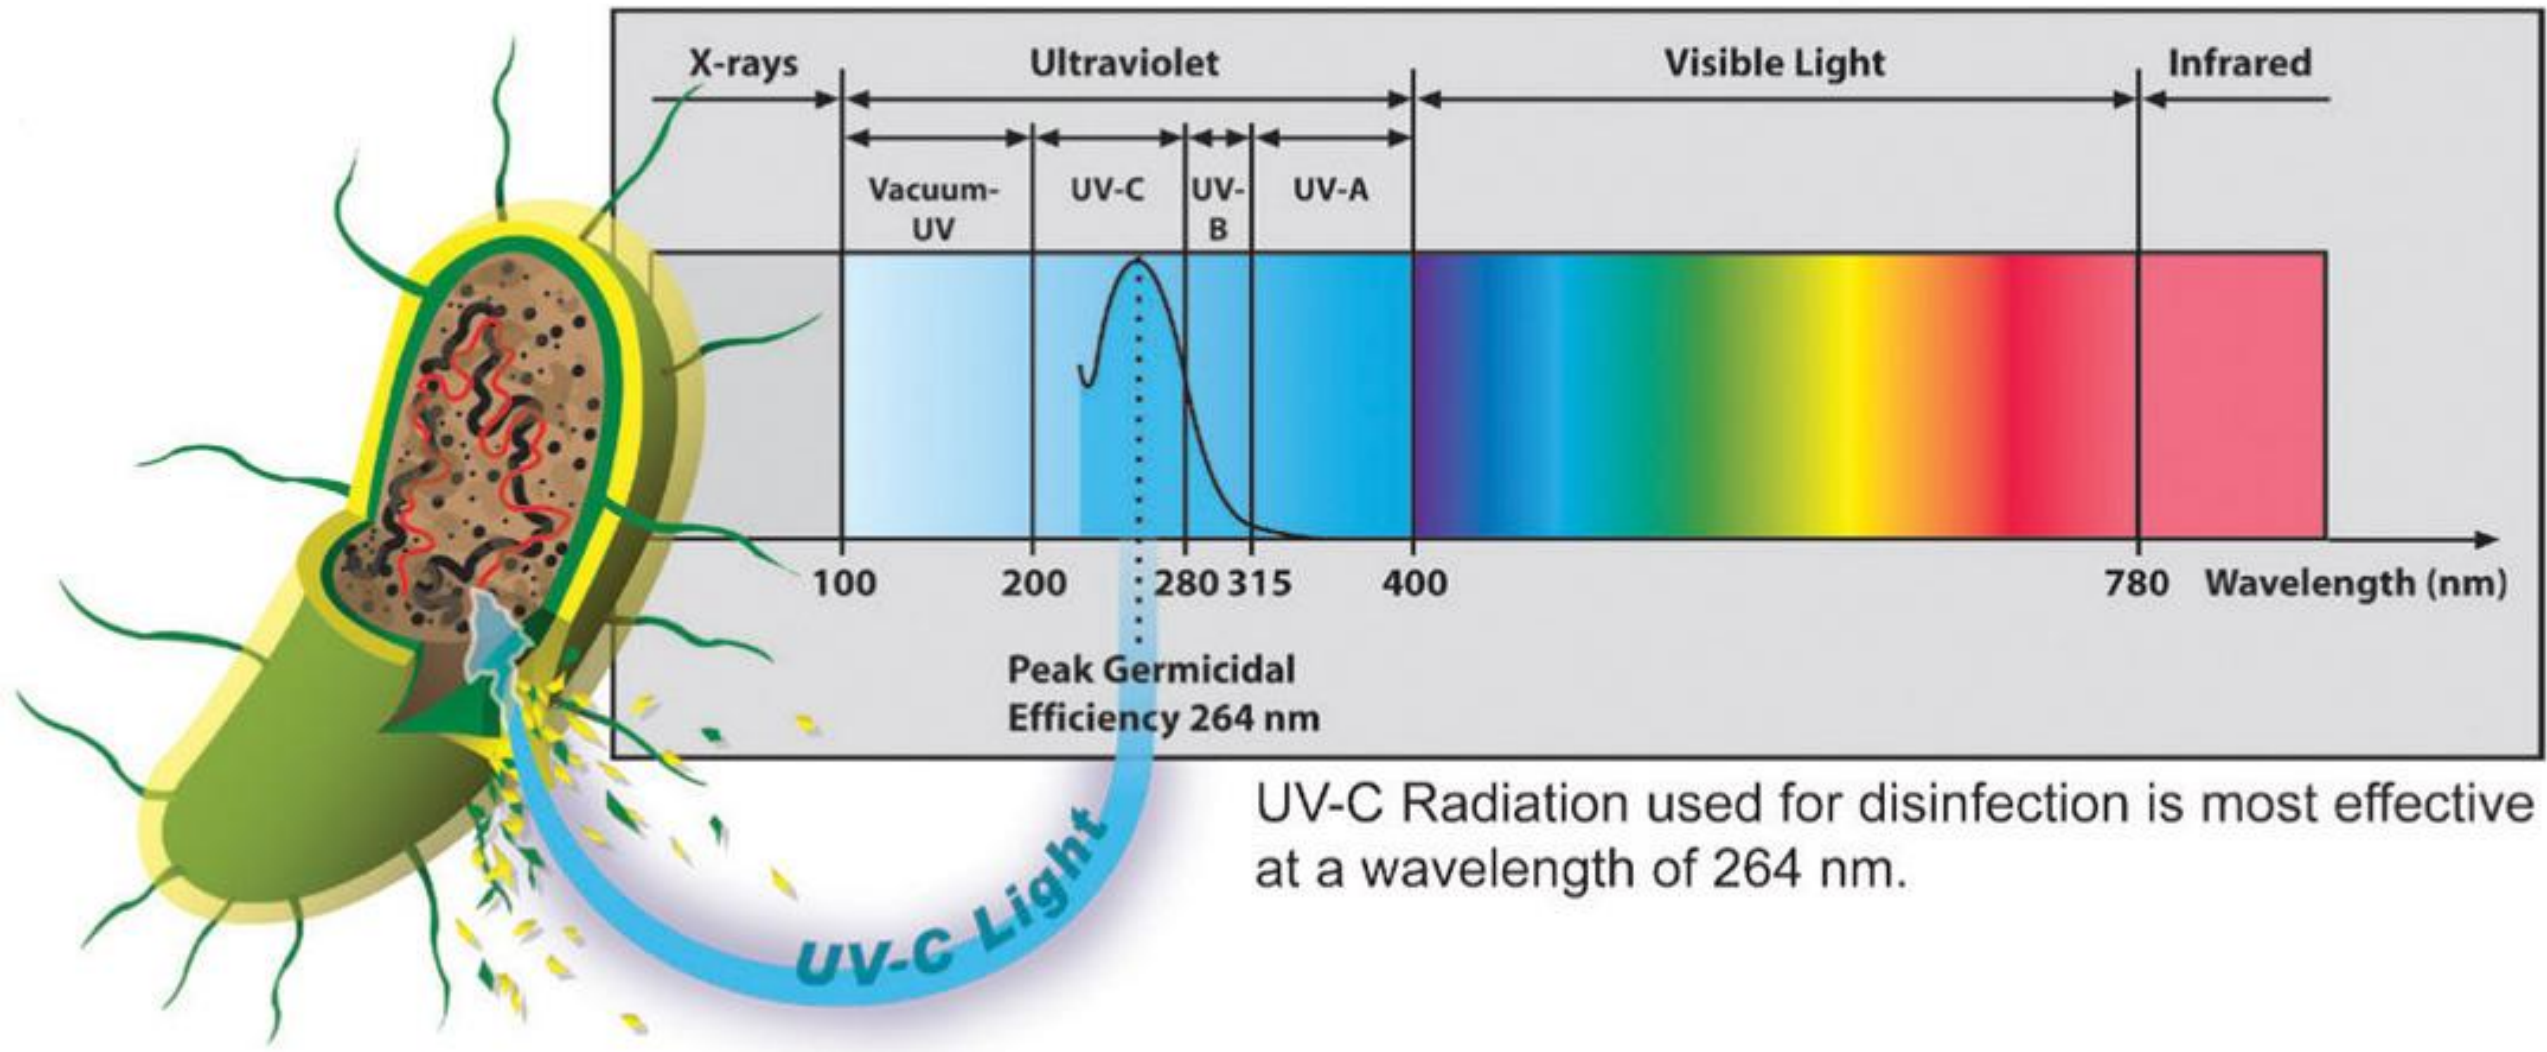 X-rays
Ultraviolet
Visible Light
Infrared
Vacuum-
UV
UV-C
UV-
B
UV-A
100
200
280
315
400
780
Wavelength (nm)
Peak Germicidal
Efficiency 264 nm
UV-C Light
UV-C Radiation used for disinfection is most effective
at a wavelength of 264 nm.